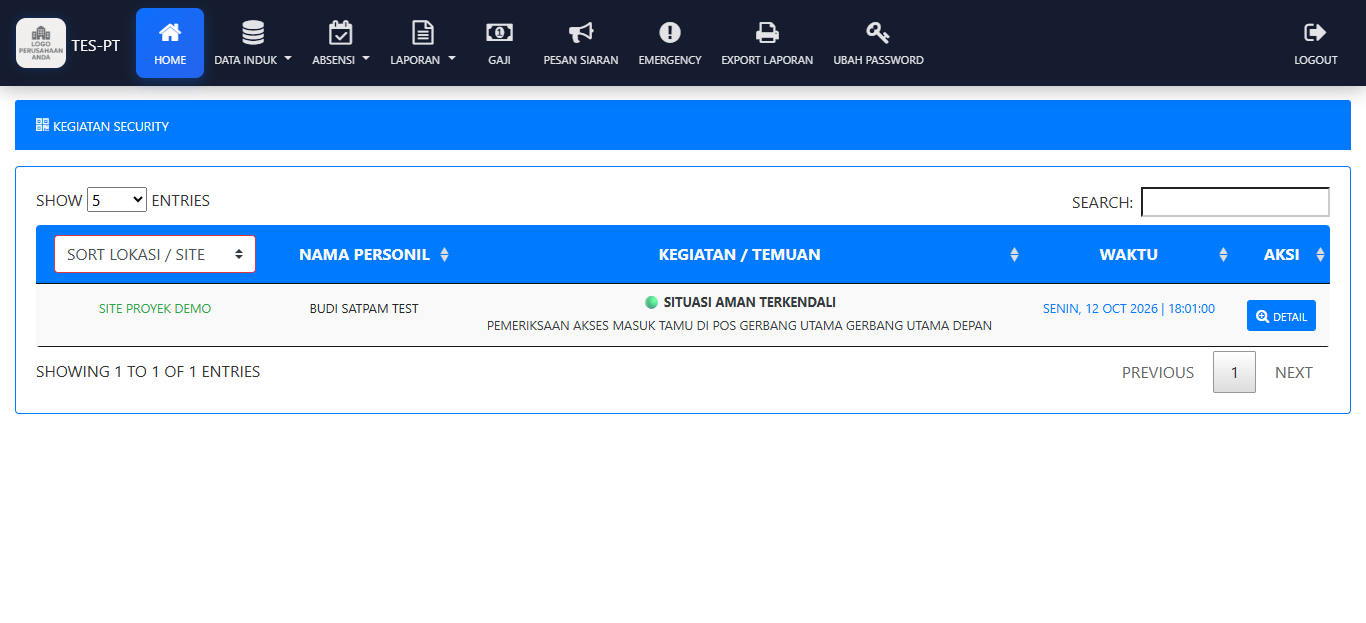 LOGO
PERUSAHAAN
ANDA
TES-PT
HOME
DATA INDUK
ABSENSI
LAPORAN
GAJI
PESAN SIARAN
EMERGENCY
EXPORT LAPORAN
UBAH PASSWORD
LOGOUT
KEGIATAN SECURITY
SHOW 5 ENTRIES
SEARCH:
SORT LOKASI / SITE
NAMA PERSONIL
KEGIATAN / TEMUAN
WAKTU
AKSI
SITE PROYEK DEMO
BUDI SATPAM TEST
SITUASI AMAN TERKENDALI
PEMERIKSAAN AKSES MASUK TAMU DI POS GERBANG UTAMA GERBANG UTAMA DEPAN
SENIN, 12 OCT 2026 | 18:01:00
DETAIL
SHOWING 1 TO 1 OF 1 ENTRIES
PREVIOUS
1
NEXT